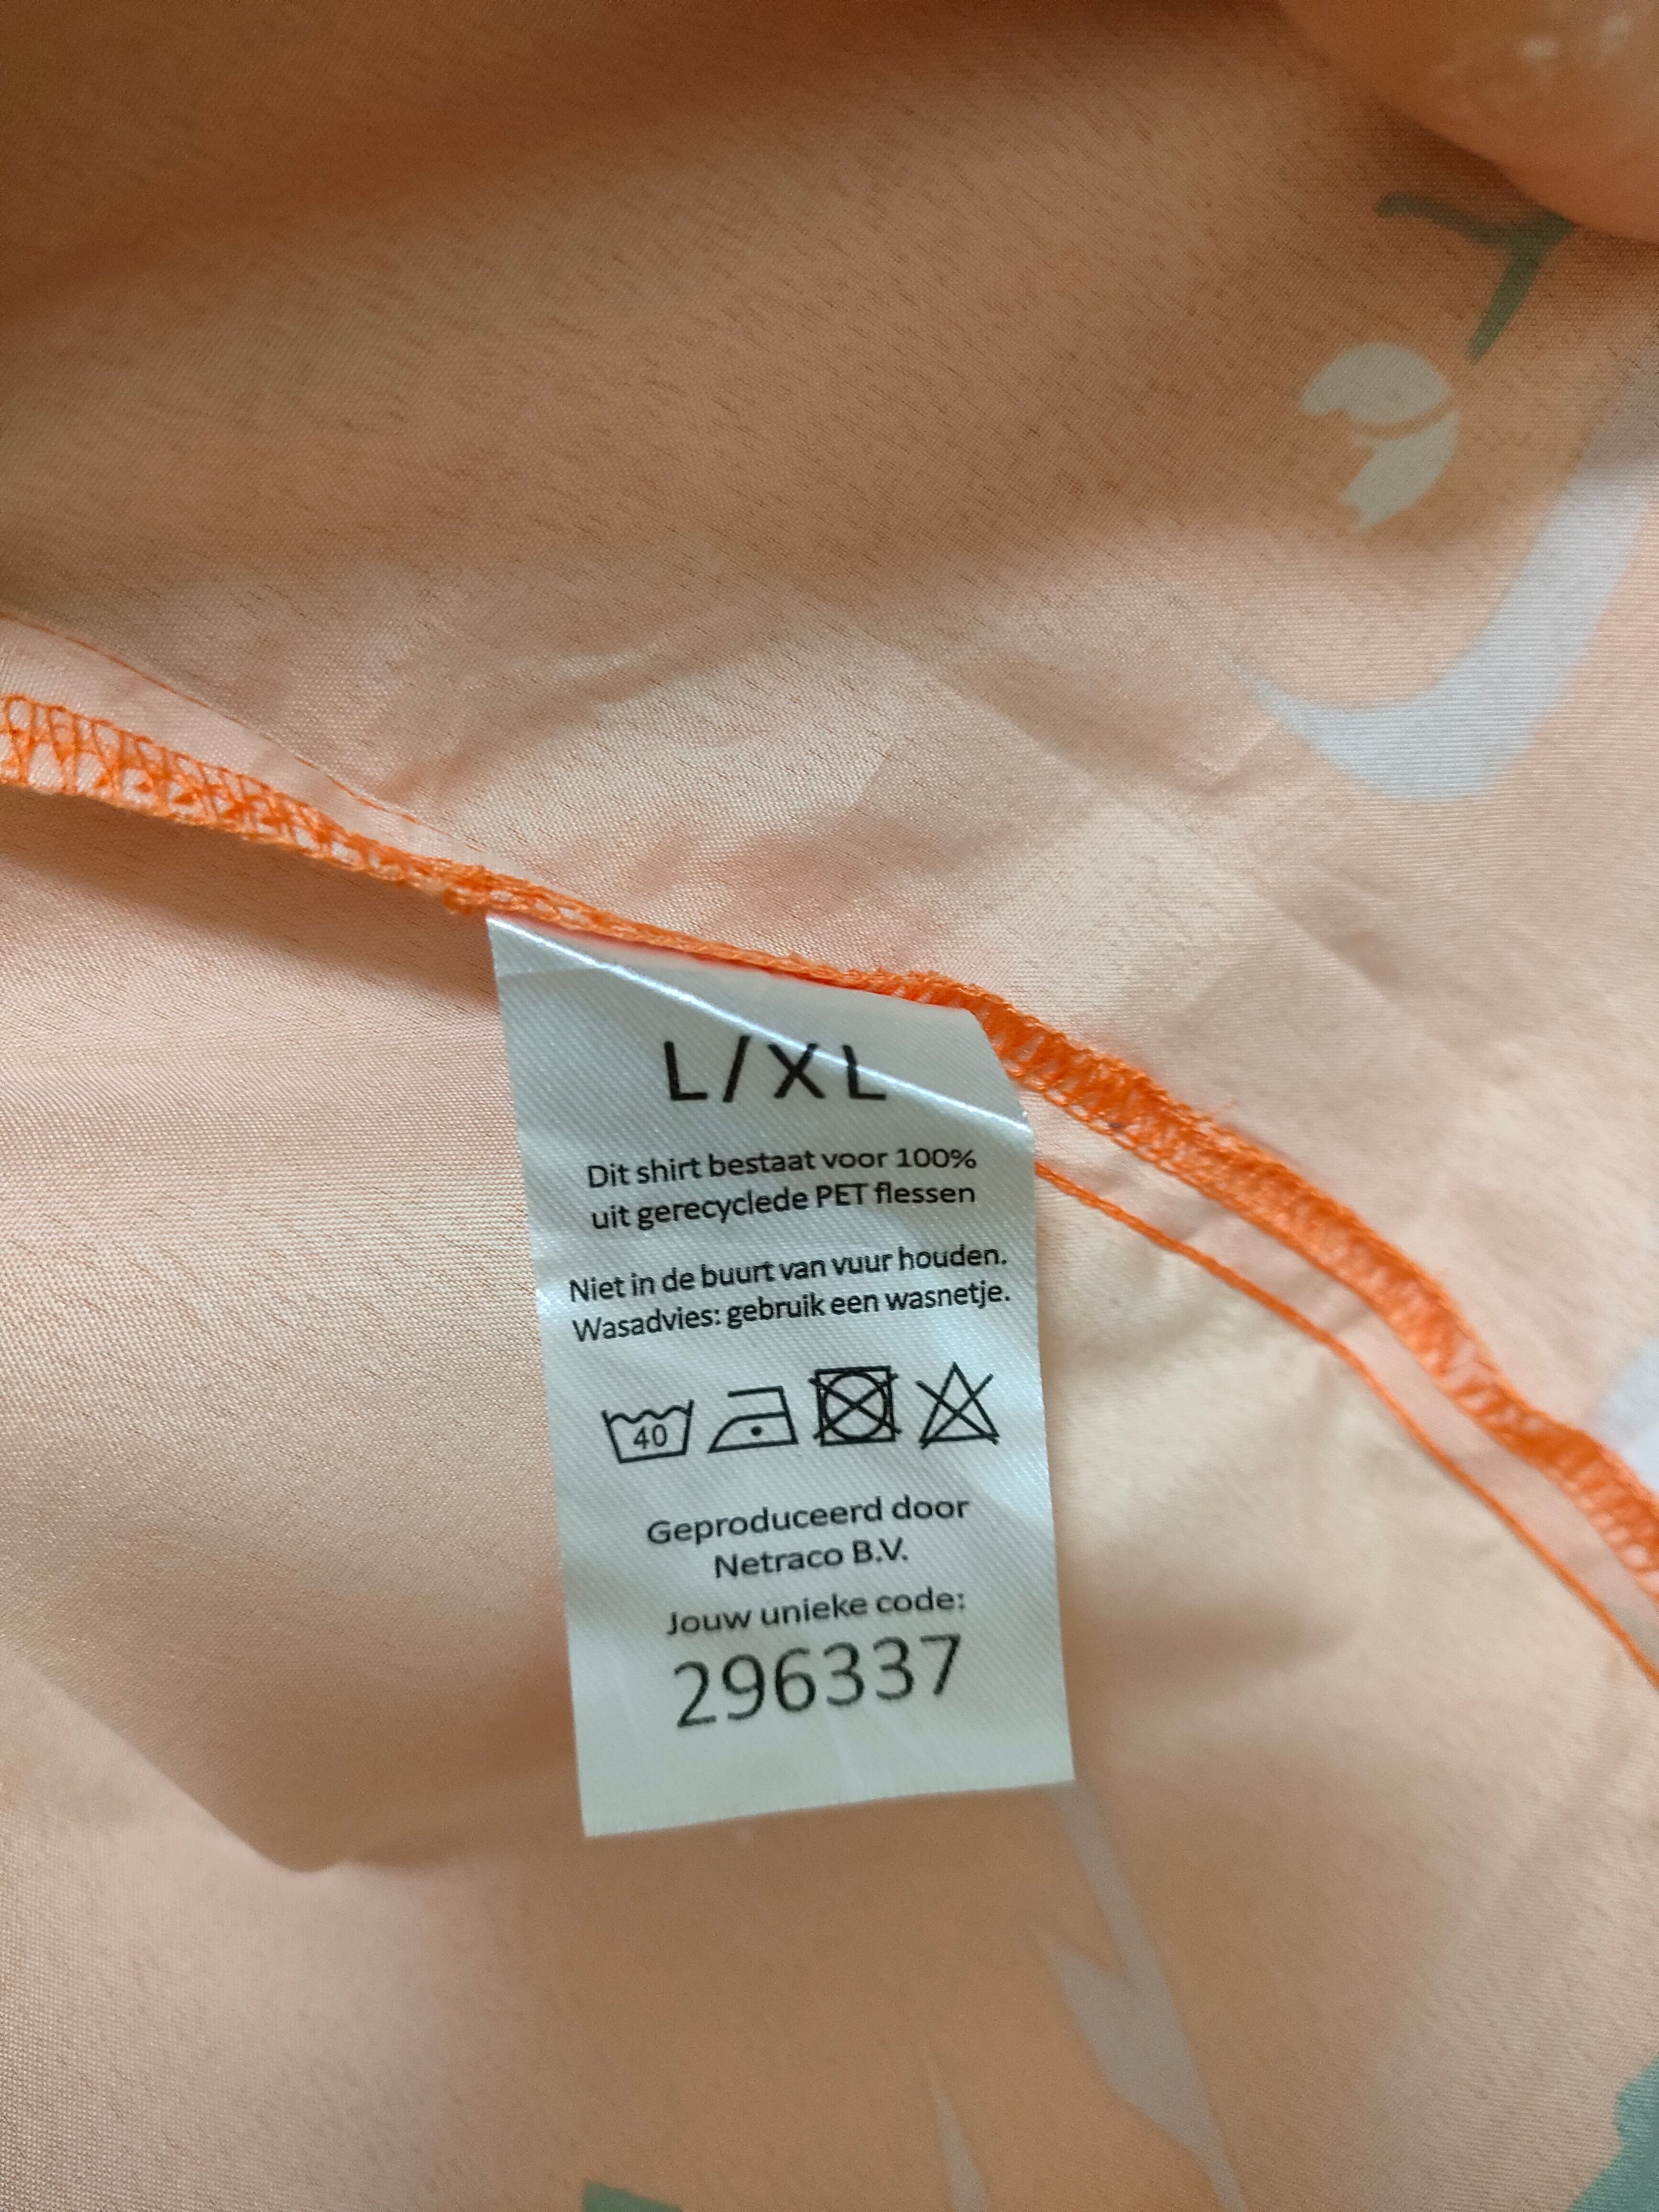 L/XL
Dit shirt bestaat voor 100%
uit gerecyclede PET flessen
Niet in de buurt van vuur houden.
Wasadvies: gebruik een wasnetje.
40
Geproduceerd door
Netraco B.V.
Jouw unieke code:
296337